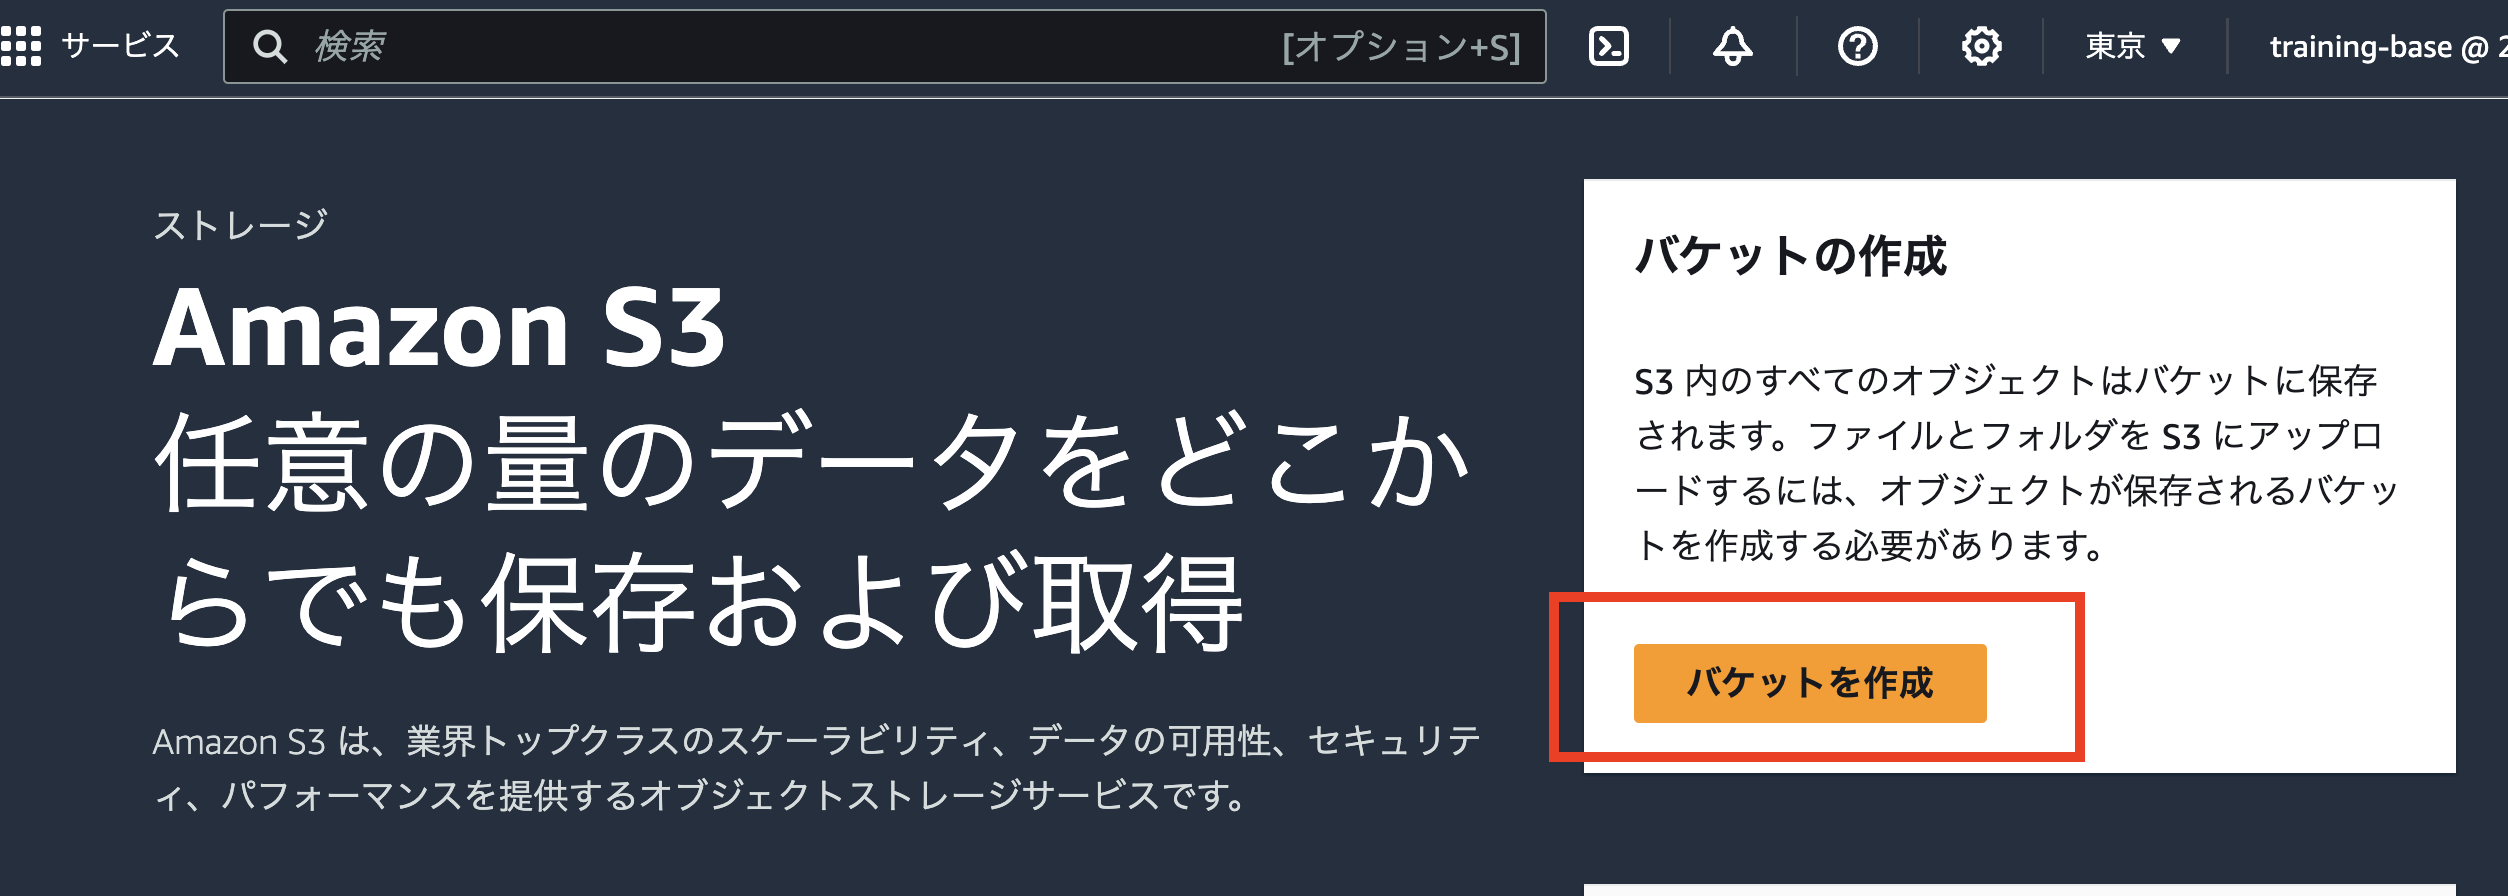 サービス
検索
[オプション+S]
東京
training-base @ 2
ストレージ
Amazon S3
任意の量のデータをどこか
らでも保存および取得
Amazon S3 は、業界トップクラスのスケーラビリティ、データの可用性、セキュリテ
ィ、パフォーマンスを提供するオブジェクトストレージサービスです。
バケットの作成
S3 内のすべてのオブジェクトはバケットに保存
されます。ファイルとフォルダを S3 にアップロ
ードするには、オブジェクトが保存されるバケッ
トを作成する必要があります。
バケットを作成